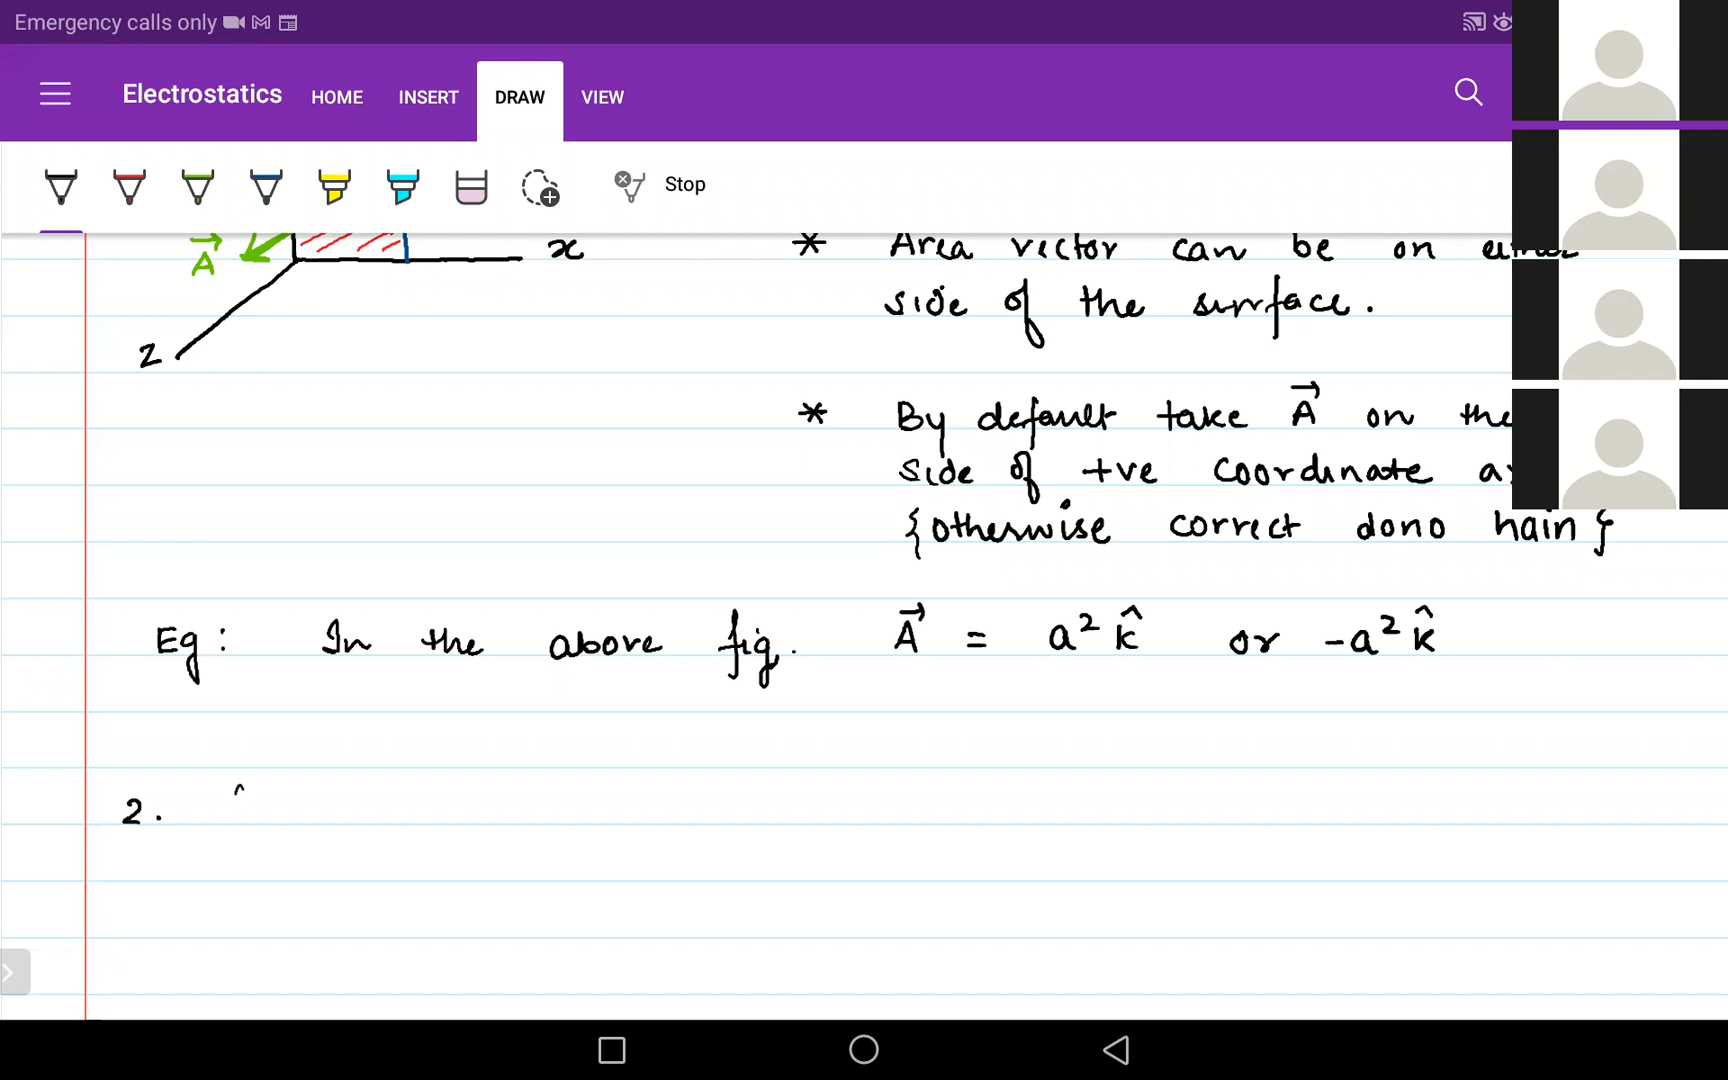 Emergency calls only
Electrostatics HOME INSERT DRAW VIEW
Stop
A x
Z
* Area vector can be on either
side of the surface.
* By default take A⃗ on the
side of +ve coordinate
{otherwise correct dono hain}
Eg: In the above fig. A⃗ = a² k̂ or -a² k̂
2.